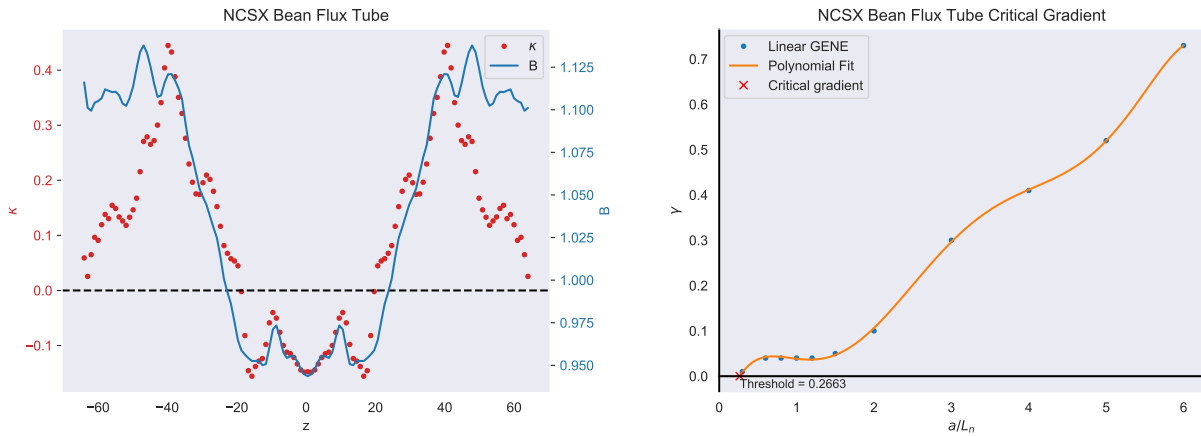 NCSX Bean Flux Tube
κ
B
0.4
0.3
0.2
0.1
0.0
−0.1
κ
1.125
1.100
1.075
1.050
1.025
1.000
0.975
0.950
B
−60
−40
−20
0
20
40
60
z
NCSX Bean Flux Tube Critical Gradient
Linear GENE
Polynomial Fit
Critical gradient
0.7
0.6
0.5
0.4
0.3
0.2
0.1
0.0
γ
Threshold = 0.2663
0
1
2
3
4
5
6
a/Lₙ